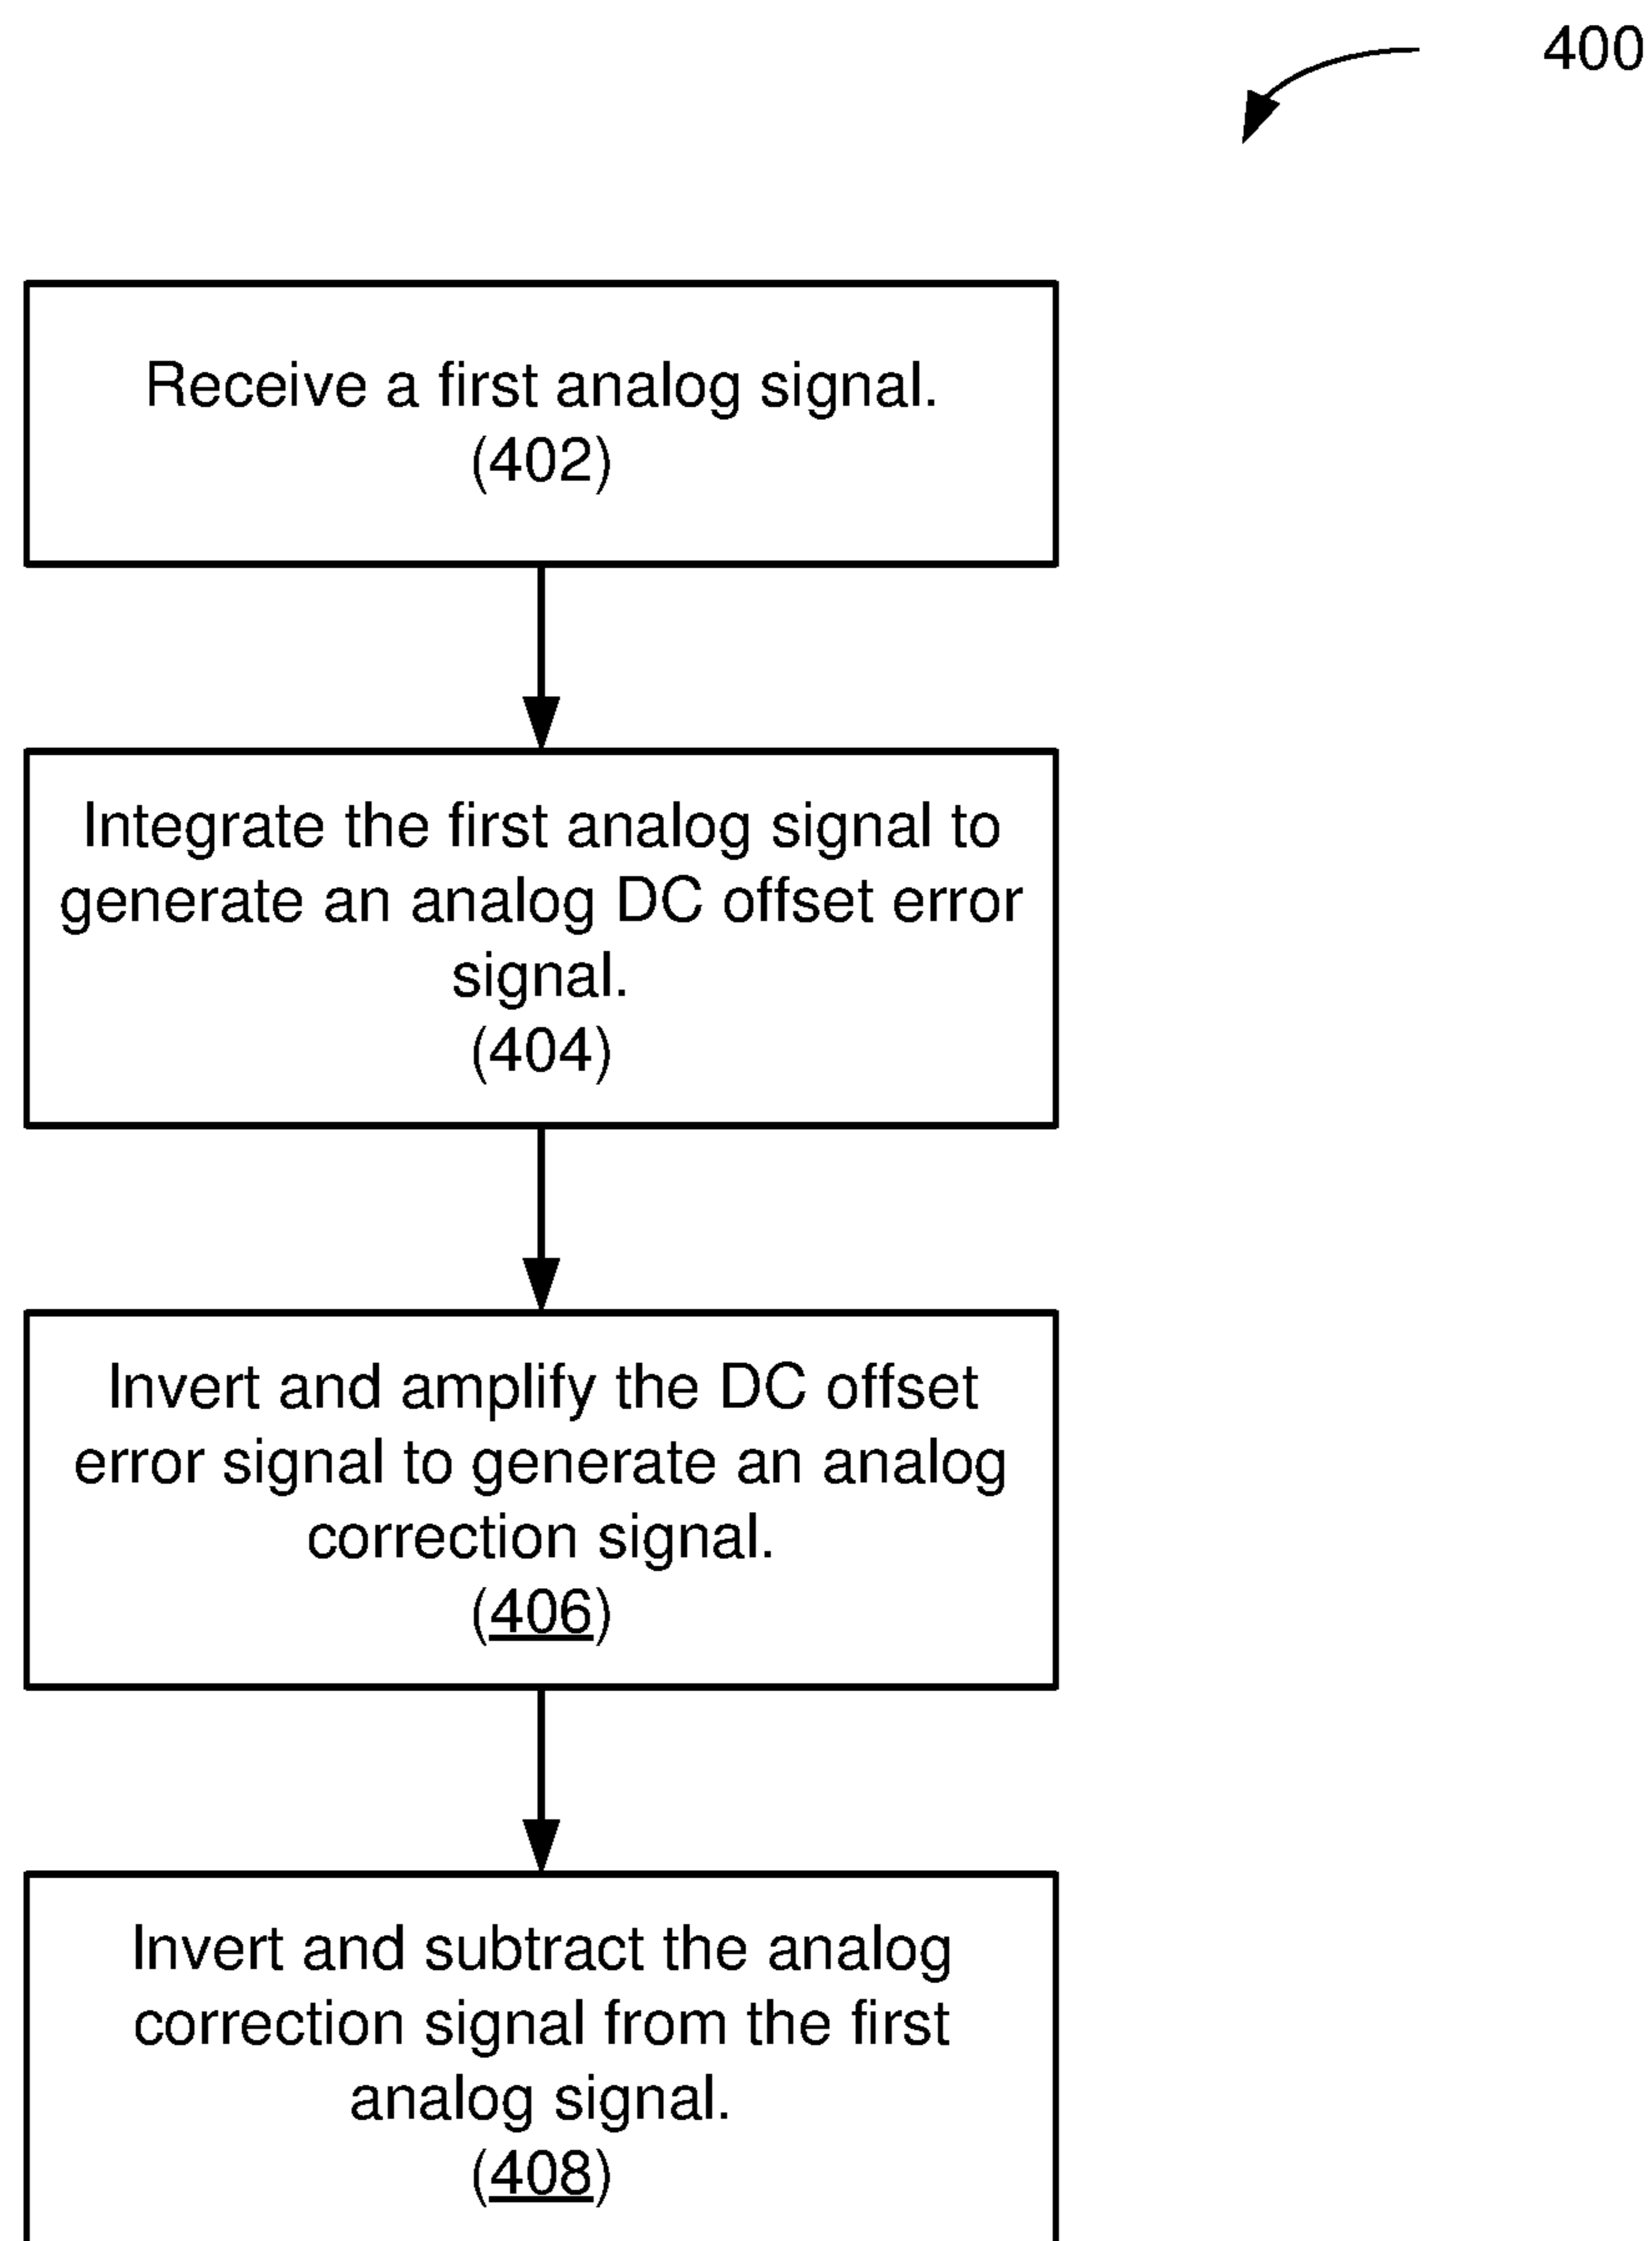 400
Receive a first analog signal.
(402)
Integrate the first analog signal to
generate an analog DC offset error
signal.
(404)
Invert and amplify the DC offset
error signal to generate an analog
correction signal.
(406)
Invert and subtract the analog
correction signal from the first
analog signal.
(408)